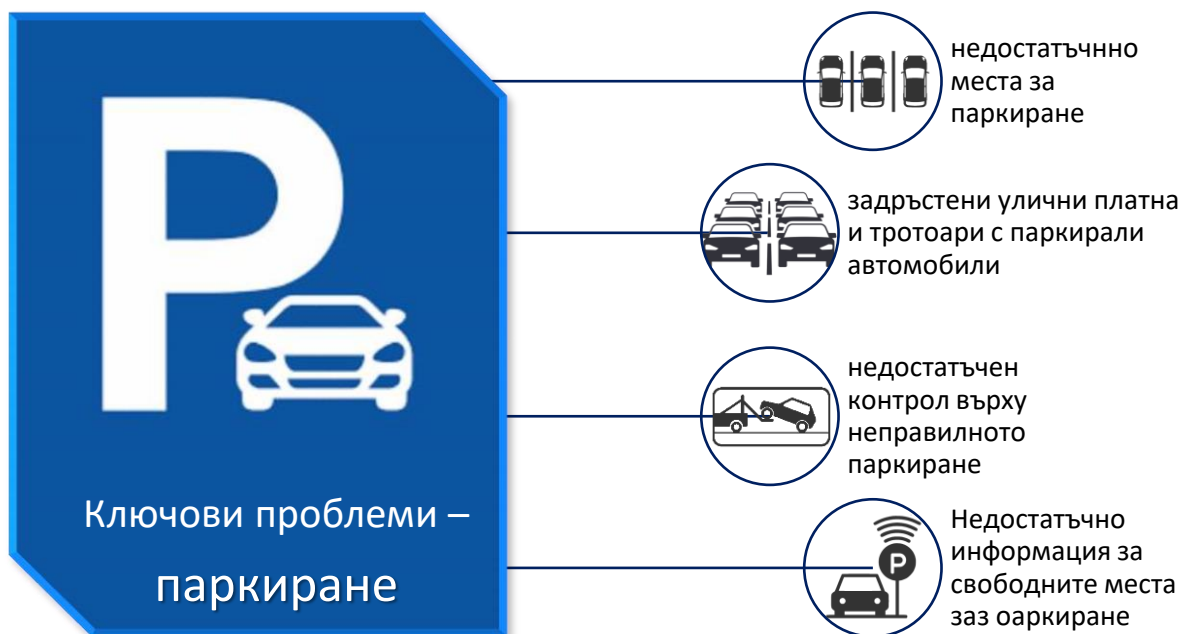 P
Ключови проблеми –
паркиране
недостатъчнно
места за
паркиране
задръстени улични платна
и тротоари с паркирали
автомобили
недостатъчен
контрол върху
неправилното
паркиране
P
Недостатъчно
информация за
свободните места
заз оаркиране